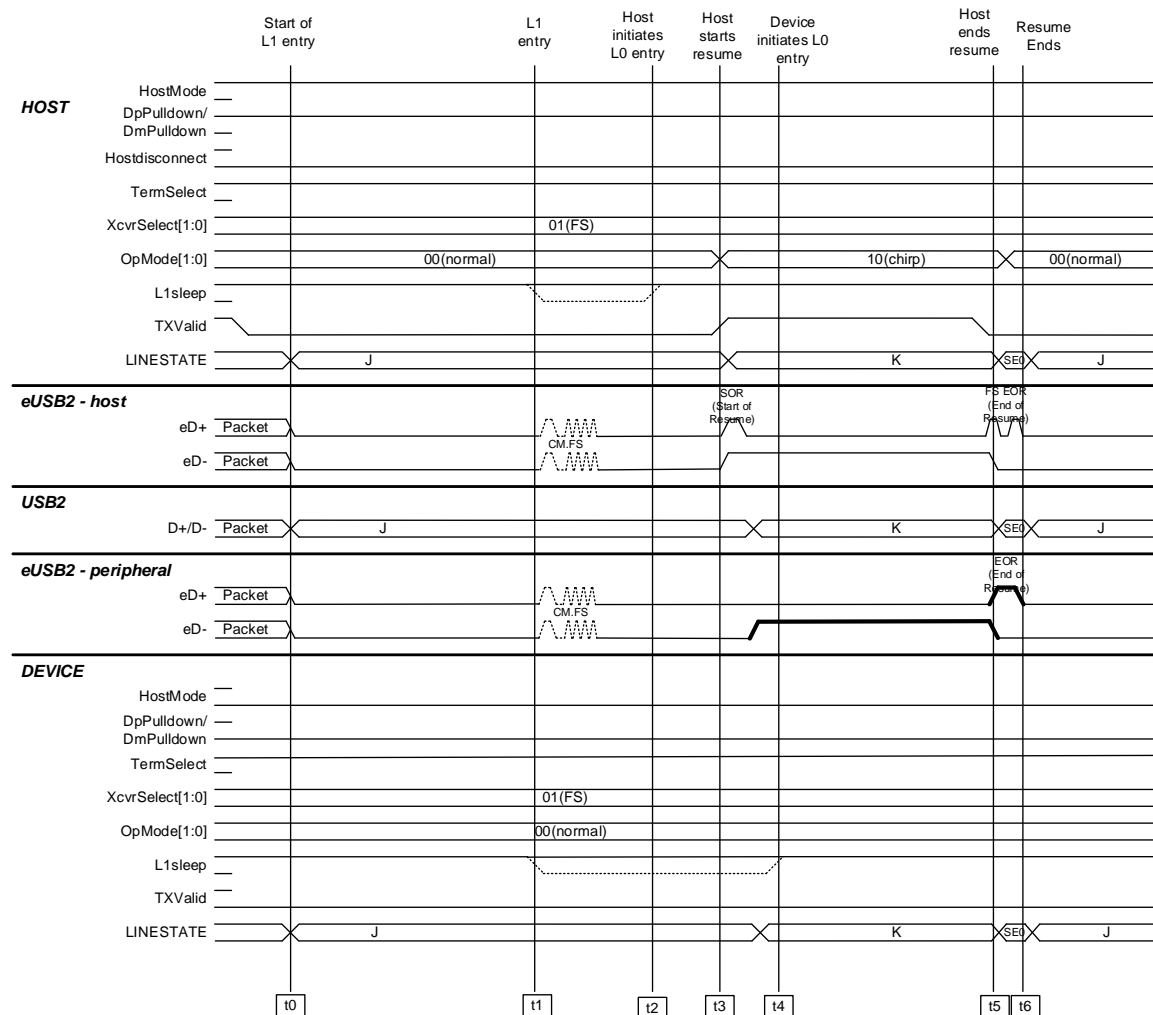 Start of
L1 entry
L1
entry
Host
initiates
L0 entry
Host
starts
resume
Device
initiates L0
entry
Host
ends
resume
Resume
Ends
HOST
HostMode
DpPulldown/
DmPulldown
Hostdisconnect
TermSelect
XcvrSelect[1:0] 01(FS)
OpMode[1:0] 00(normal) 10(chirp) 00(normal)
L1sleep
TXValid
LINESTATE J K SE0 J
eUSB2 - host
SOR
(Start of
Resume)
FS EOR
(End of
Resume)
eD+ Packet
CM.FS
eD- Packet
USB2
D+/D- Packet J K SE0 J
eUSB2 - peripheral
EOR
(End of
Resume)
eD+ Packet
CM.FS
eD- Packet
DEVICE
HostMode
DpPulldown/
DmPulldown
TermSelect
XcvrSelect[1:0] 01(FS)
OpMode[1:0] 00(normal)
L1sleep
TXValid
LINESTATE J K SE0 J
t0 t1 t2 t3 t4 t5 t6